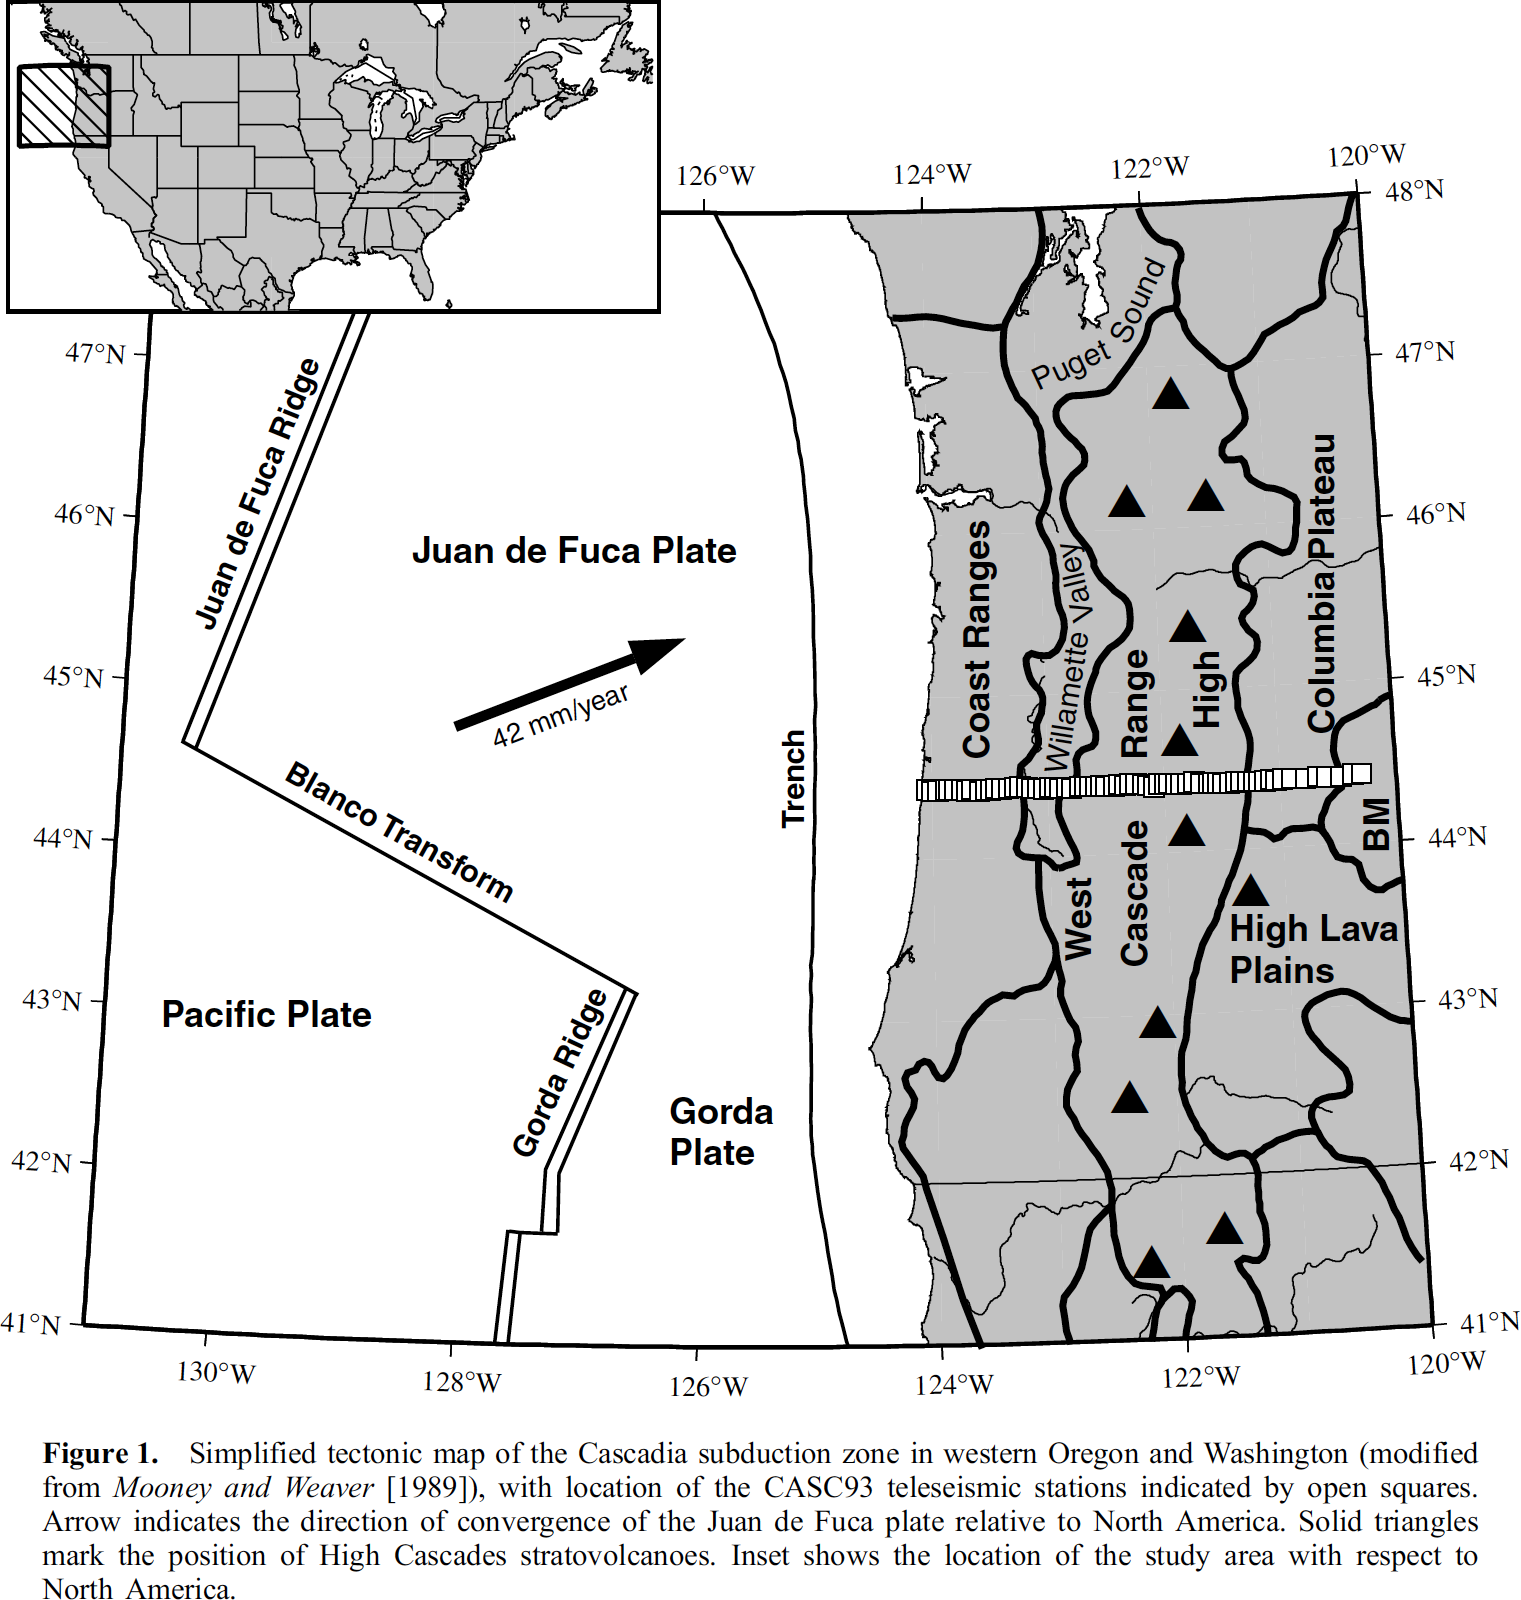 126°W
124°W
122°W
120°W
48°N
47°N
47°N
46°N
46°N
45°N
45°N
44°N
44°N
43°N
43°N
42°N
42°N
41°N
41°N
130°W
128°W
126°W
124°W
122°W
120°W
Juan de Fuca Ridge
Juan de Fuca Plate
42 mm/year
Blanco Transform
Trench
Pacific Plate
Gorda Ridge
Gorda
Plate
Puget Sound
Coast Ranges
Willamette Valley
West
Cascade
Range
High
Columbia Plateau
BM
High Lava
Plains
Figure 1. Simplified tectonic map of the Cascadia subduction zone in western Oregon and Washington (modified
from Mooney and Weaver [1989]), with location of the CASC93 teleseismic stations indicated by open squares.
Arrow indicates the direction of convergence of the Juan de Fuca plate relative to North America. Solid triangles
mark the position of High Cascades stratovolcanoes. Inset shows the location of the study area with respect to
North America.